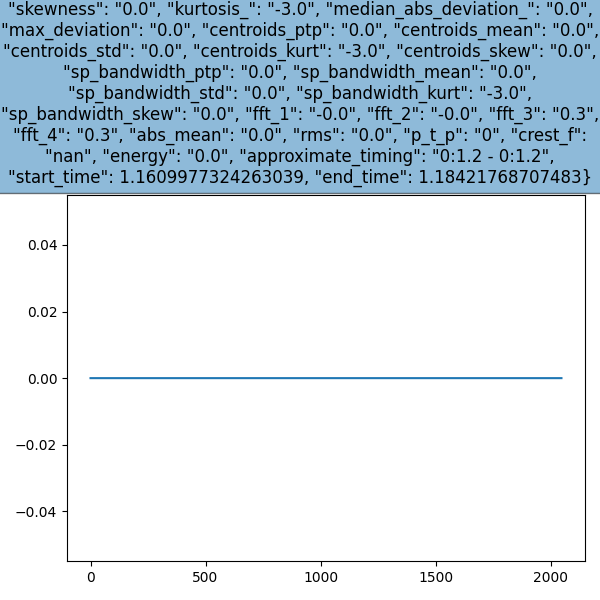 "skewness": "0.0", "kurtosis_": "-3.0", "median_abs_deviation_": "0.0",
"max_deviation": "0.0", "centroids_ptp": "0.0", "centroids_mean": "0.0",
"centroids_std": "0.0", "centroids_kurt": "-3.0", "centroids_skew": "0.0",
"sp_bandwidth_ptp": "0.0", "sp_bandwidth_mean": "0.0",
"sp_bandwidth_std": "0.0", "sp_bandwidth_kurt": "-3.0",
"sp_bandwidth_skew": "0.0", "fft_1": "-0.0", "fft_2": "-0.0", "fft_3": "0.3",
"fft_4": "0.3", "abs_mean": "0.0", "rms": "0.0", "p_t_p": "0", "crest_f":
"nan", "energy": "0.0", "approximate_timing": "0:1.2 - 0:1.2",
"start_time": 1.1609977324263039, "end_time": 1.18421768707483}
0.04
0.02
0.00
−0.02
−0.04
0 500 1000 1500 2000